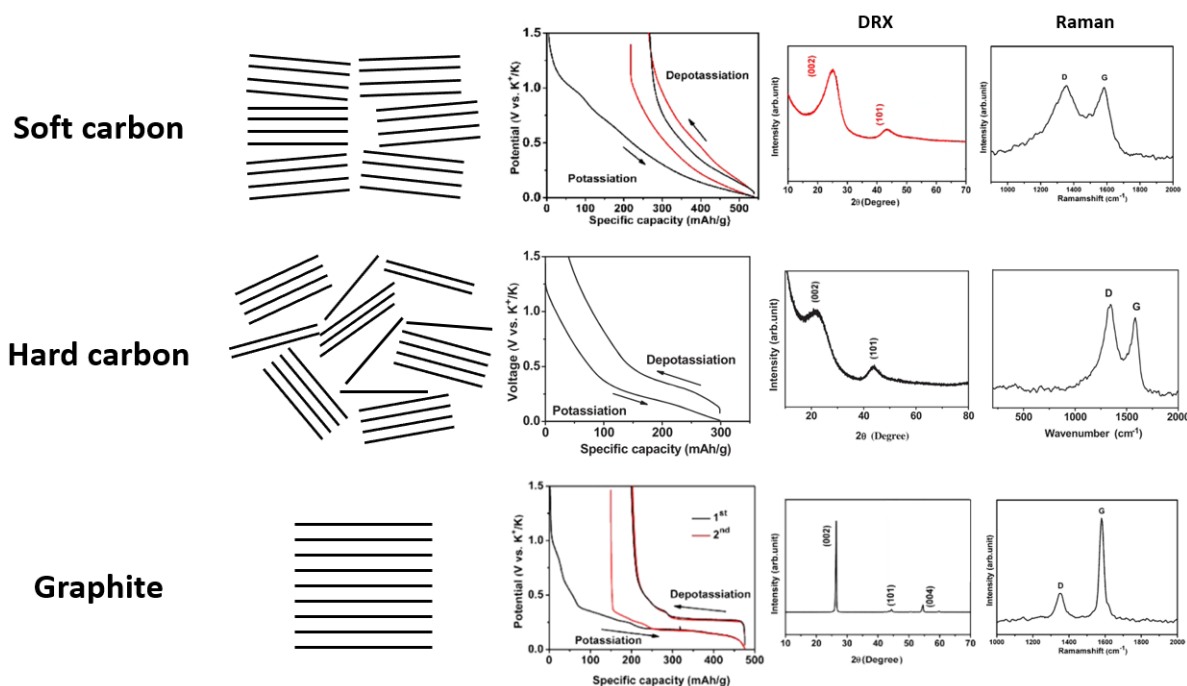 DRX
Raman
Soft carbon
Potential (V vs. K⁺/K)
1.5
1.0
0.5
0.0
Depotassiation
Potassiation
0 100 200 300 400 500
Specific capacity (mAh/g)
Intensity (arb.unit)
(002)
(101)
10 20 30 40 50 60 70
2θ(Degree)
Intensity (arb.unit)
D
G
1000 1200 1400 1600 1800 2000
Ramamshift (cm⁻¹)
Hard carbon
Voltage (V vs. K⁺/K)
1.5
1.0
0.5
0.0
Depotassiation
Potassiation
0 100 200 300
Specific capacity (mAh/g)
Intensity (arb.unit)
(002)
(101)
20 40 60 80
2θ (Degree)
Intensity (arb.unit)
D
G
500 1000 1500 2000
Wavenumber (cm⁻¹)
Graphite
Potential (V vs. K⁺/K)
1.5
1.0
0.5
0.0
1ˢᵗ
2ⁿᵈ
Depotassiation
Potassiation
0 100 200 300 400 500
Specific capacity (mAh/g)
Intensity (arb.unit)
(002)
(101)
(004)
10 20 30 40 50 60 70
2θ(Degree)
Intensity (arb.unit)
D
G
1000 1200 1400 1600 1800 2000
Ramamshift (cm⁻¹)